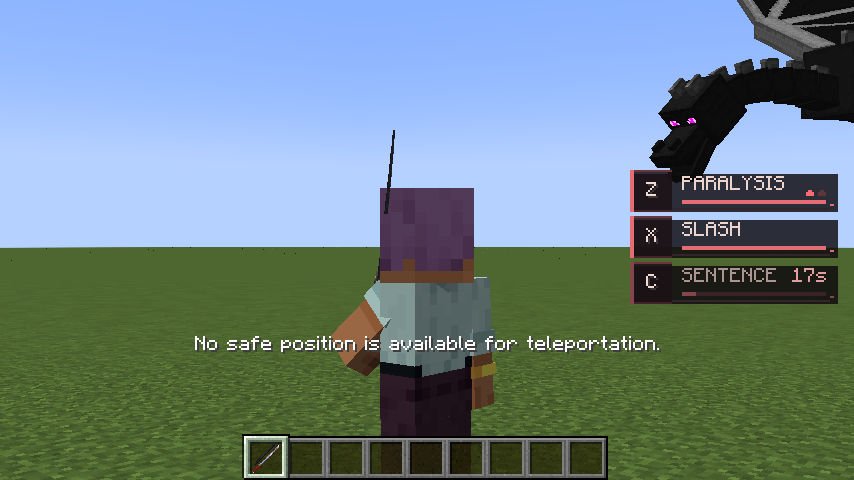 Z PARALYSIS
X SLASH
C SENTENCE 17s
No safe position is available for teleportation.